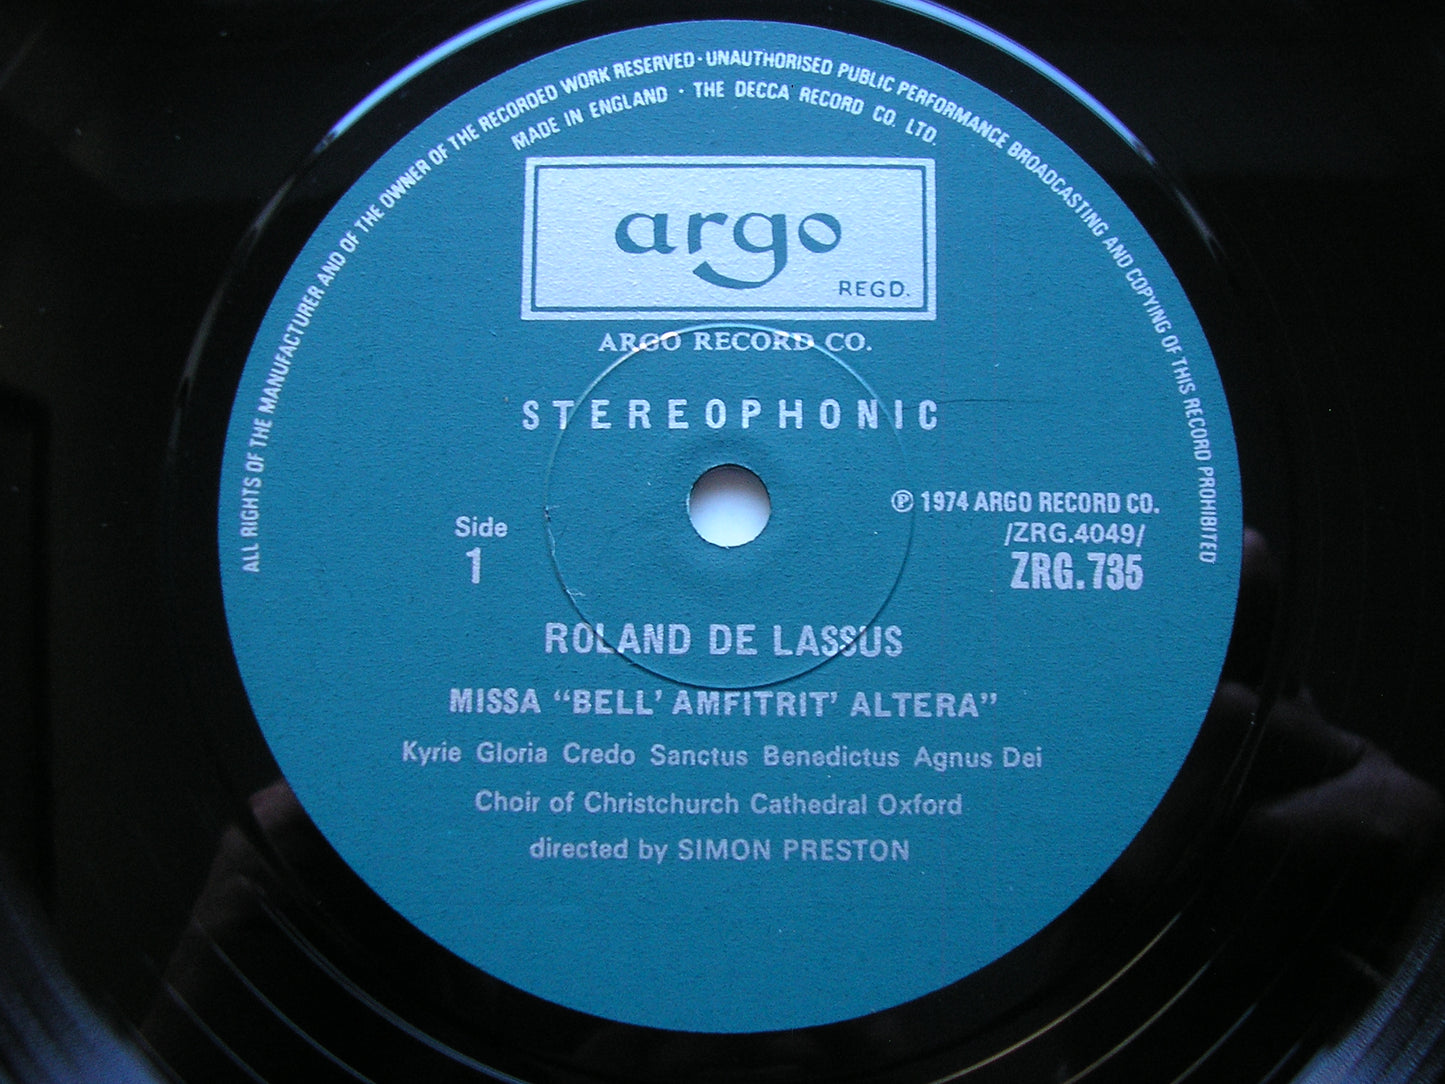 ALL RIGHTS OF THE MANUFACTURER AND OF THE OWNER OF THE RECORDED WORK RESERVED · UNAUTHORISED PUBLIC PERFORMANCE BROADCASTING AND COPYING OF THIS RECORD PROHIBITED
MADE IN ENGLAND · THE DECCA RECORD CO. LTD.
argo
REGD.
ARGO RECORD CO.
STEREOPHONIC
Ⓟ 1974 ARGO RECORD CO.
Side
/ZRG.4049/
1
ZRG.735
ROLAND DE LASSUS
MISSA “BELL’ AMFITRIT’ ALTERA”
Kyrie Gloria Credo Sanctus Benedictus Agnus Dei
Choir of Christchurch Cathedral Oxford
directed by SIMON PRESTON